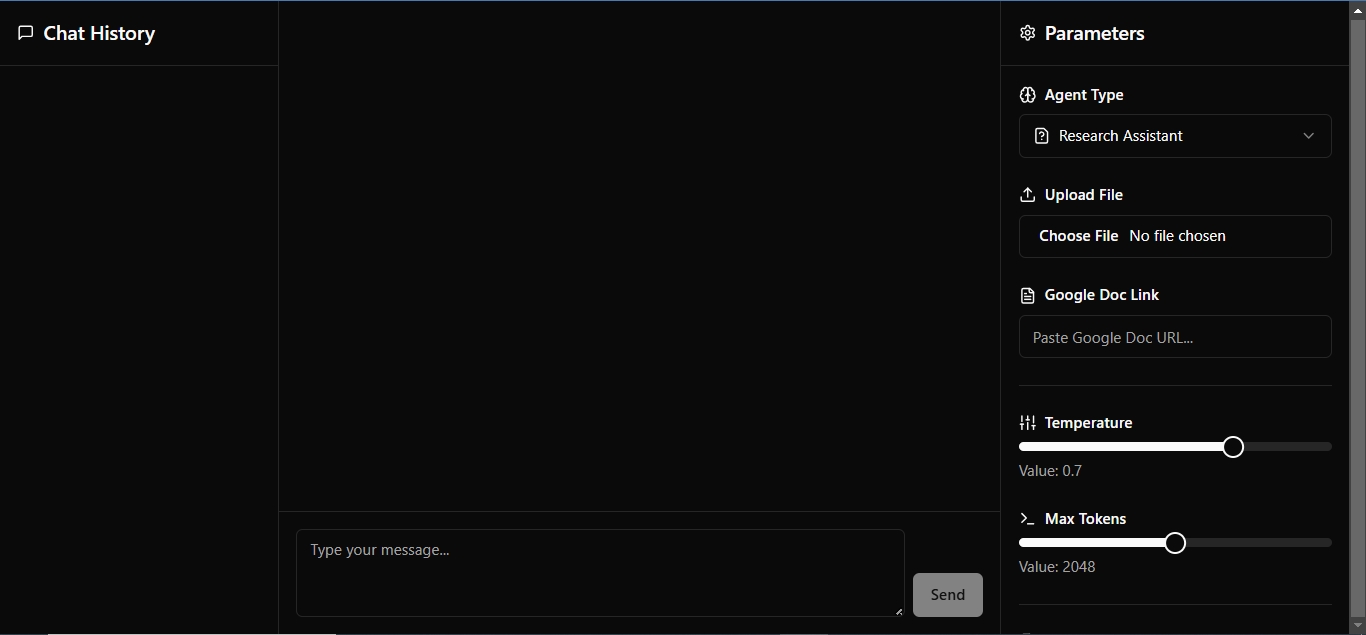 Chat History
Type your message...
Send
Parameters
Agent Type
Research Assistant
Upload File
Choose File No file chosen
Google Doc Link
Paste Google Doc URL...
Temperature
Value: 0.7
Max Tokens
Value: 2048